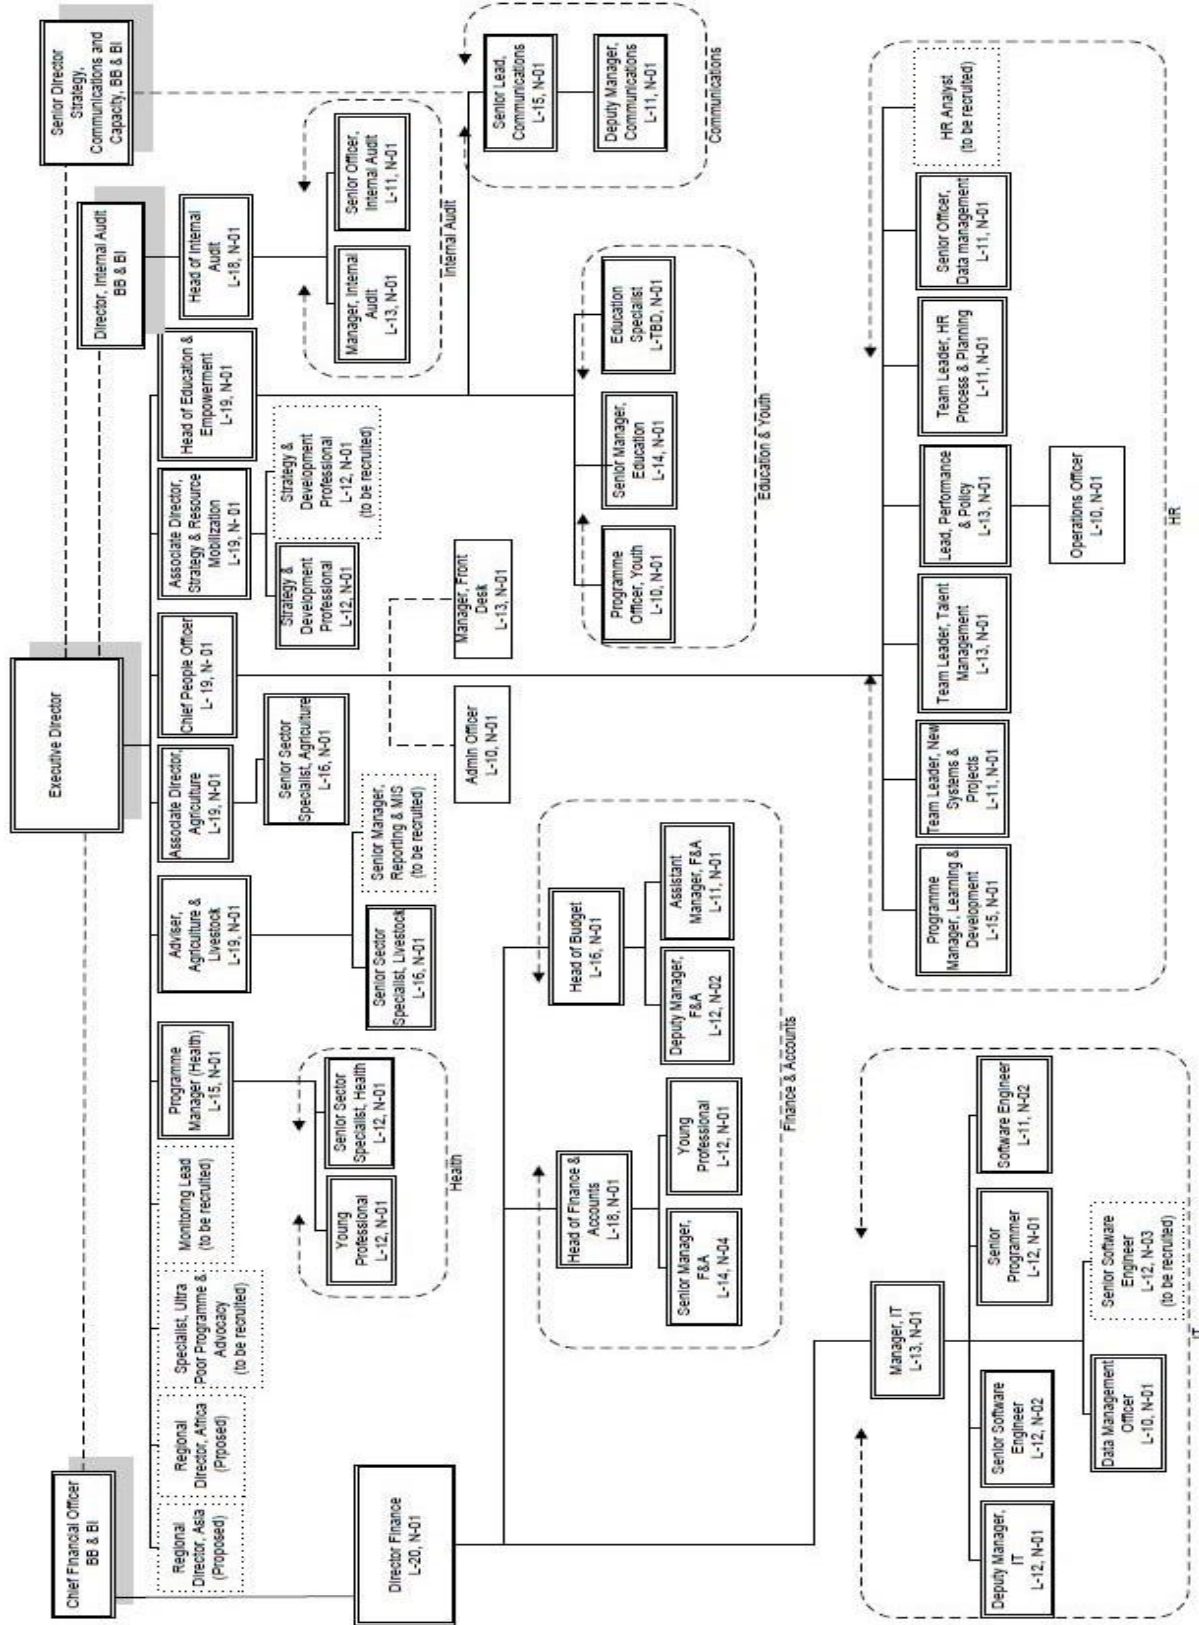 Executive Director
Chief Financial Officer
BB & BI
Director, Internal Audit
BB & BI
Senior Director
Strategy,
Communications and
Capacity, BB & BI
Regional
Director, Asia
(Proposed)
Regional
Director, Africa
(Prposed)
Specialist, Ultra
Poor Programme &
Advocacy
(to be recruited)
Monitoring Lead
(to be recruited)
Programme
Manager (Health)
L-15, N-01
Adviser,
Agriculture &
Livestock
L-19, N-01
Associate Director,
Agriculture
L-19, N-01
Chief People Officer
L-19, N-01
Associate Director,
Strategy & Resource
Mobilization
L-19, N-01
Head of Education &
Empowerment
L-19, N-01
Head of Internal
Audit
L-18, N-01
Director Finance
L-20, N-01
Young
Professional
L-12, N-01
Senior Sector
Specialist, Health
L-12, N-01
Health
Senior Sector
Specialist, Livestock
L-16, N-01
Senior Manager,
Reporting & MIS
(to be recruited)
Senior Sector
Specialist, Agriculture
L-16, N-01
Strategy &
Development
Professional
L-12, N-01
Strategy &
Development
Professional
L-12, N-01
(to be recruited)
Manager, Internal
Audit
L-13, N-01
Senior Officer,
Internal Audit
L-11, N-01
Internal Audit
Admin Officer
L-10, N-01
Manager, Front
Desk
L-13, N-01
Senior Lead,
Communications
L-15, N-01
Deputy Manager,
Communications
L-11, N-01
Communications
Head of Finance &
Accounts
L-18, N-01
Head of Budget
L-16, N-01
Senior Manager,
F&A
L-14, N-04
Young
Professional
L-12, N-01
Deputy Manager,
F&A
L-12, N-02
Assistant
Manager, F&A
L-11, N-01
Finance & Accounts
Programme
Officer, Youth
L-10, N-01
Senior Manager,
Education
L-14, N-01
Education
Specialist
L-TBD, N-01
Education & Youth
Manager, IT
L-13, N-01
Deputy Manager,
IT
L-12, N-01
Senior Software
Engineer
L-12, N-02
Senior
Programmer
L-12, N-01
Software Engineer
L-11, N-02
Data Management
Officer
L-10, N-01
Senior Software
Engineer
L-12, N-03
(to be recruited)
IT
Programme
Manager, Learning &
Development
L-15, N-01
Team Leader, New
Systems &
Projects
L-11, N-01
Team Leader, Talent
Management
L-13, N-01
Lead, Performance
& Policy
L-13, N-01
Team Leader, HR
Process & Planning
L-11, N-01
Senior Officer,
Data management
L-11, N-01
HR Analyst
(to be recruited)
Operations Officer
L-10, N-01
HR